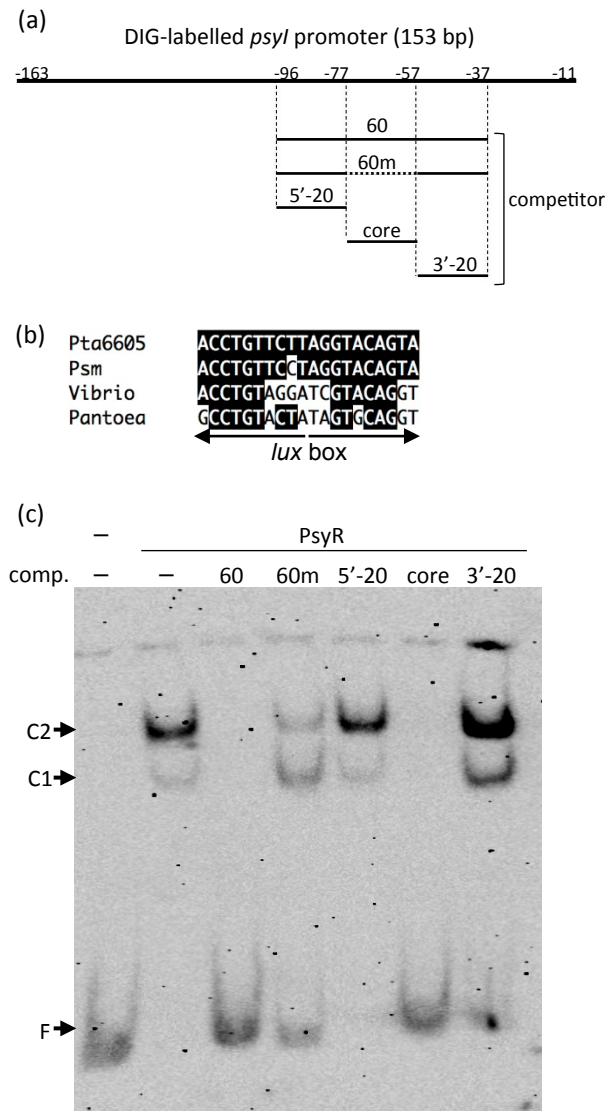 (a)
DIG-labelled psyI promoter (153 bp)
-163 -96 -77 -57 -37 -11
60
60m
5’-20
core
3’-20
competitor
(b)
Pta6605 ACCTGTTCTTAGGTACAGTA
Psm ACCTGTTCCTAGGTACAGTA
Vibrio ACCTGTAGGATCGTACAGGT
Pantoea GCCTGTACTATAGTGCAGGT
lux box
(c)
– PsyR
comp. – – 60 60m 5’-20 core 3’-20
C2
C1
F